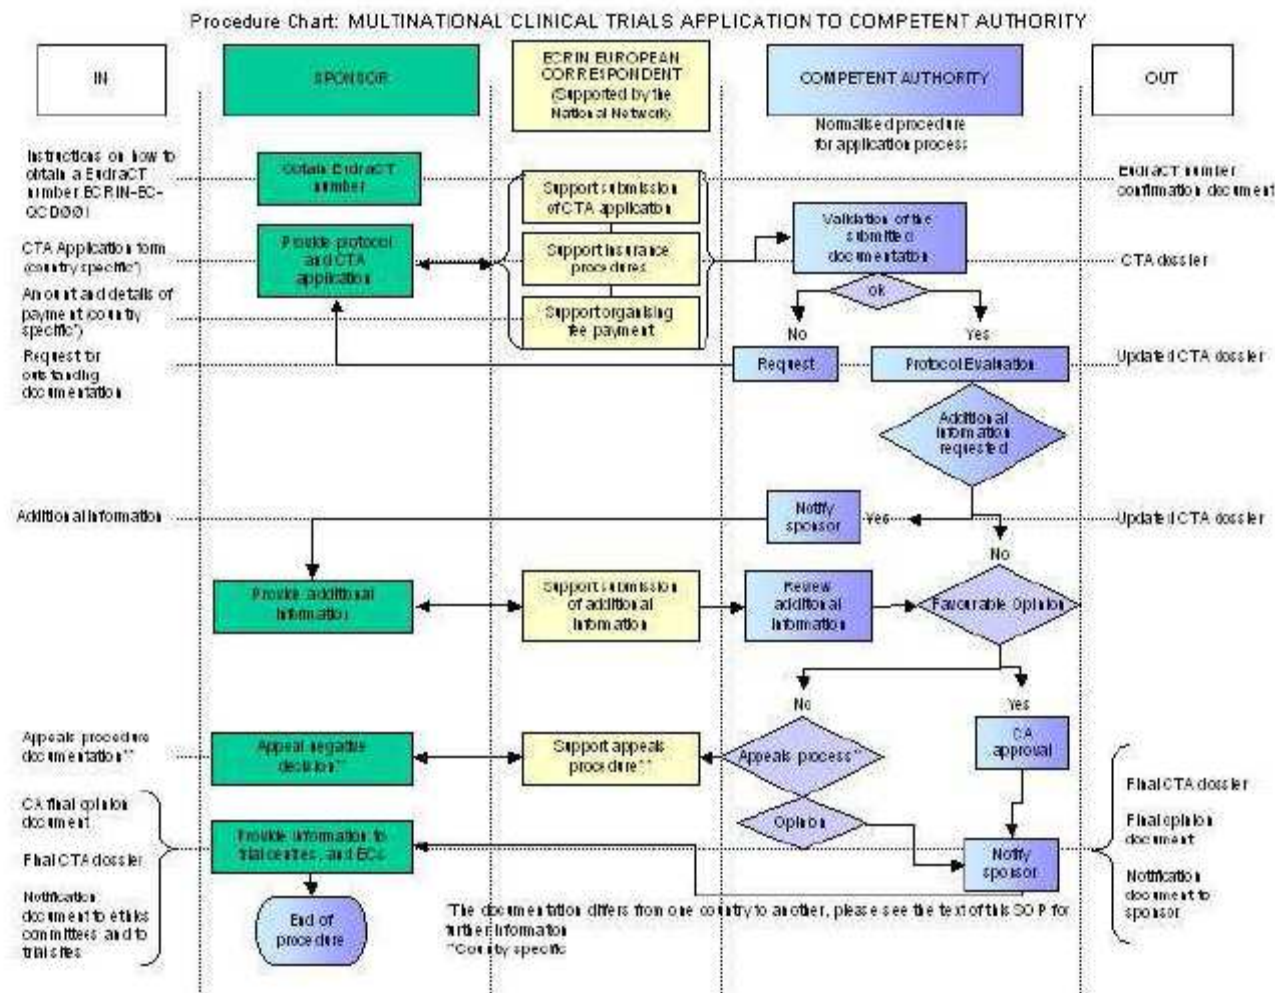 Procedure Chart: MULTINATIONAL CLINICAL TRIALS APPLICATION TO COMPETENT AUTHORITY
IN
SPONSOR
ECRIN EUROPEAN
CORRESPONDENT
(Supported by the
National Network)
COMPETENT AUTHORITY
OUT
Normalised procedure
for application process
Instructions on how to
obtain a EudraCT
number ECRIN-EC-
QCD001
Obtain EudraCT
number
Support submission
of CTA application
EudraCT number
confirmation document
CTA Application form
(country specific*)
Provide protocol
and CTA
application
Support insurance
procedures
Validation of the
submitted
documentation
CTA dossier
ok
Amount and details of
payment (country
specific*)
Support organising
fee payment
No
Yes
Request for
outstanding
documentation
Request
Protocol Evaluation
Updated CTA dossier
Additional
information
requested
Additional information
Notify
sponsor
Yes
Updated CTA dossier
No
Provide additional
information
Support submission
of additional
information
Review
additional
information
Favourable Opinion
No
Yes
Appeals procedure
documentation**
Appeal negative
decision**
Support appeals
procedure**
Appeals process**
CA
approval
CA final opinion
document
Final CTA dossier
Notification
document to ethics
committees and to
trial sites
Provide information to
trial centres, and ECs
Opinion
Notify
sponsor
Final CTA dossier
Final opinion
document
Notification
document to
sponsor
End of
procedure
*The documentation differs from one country to another, please see the text of this SOP for
further information
**Country specific